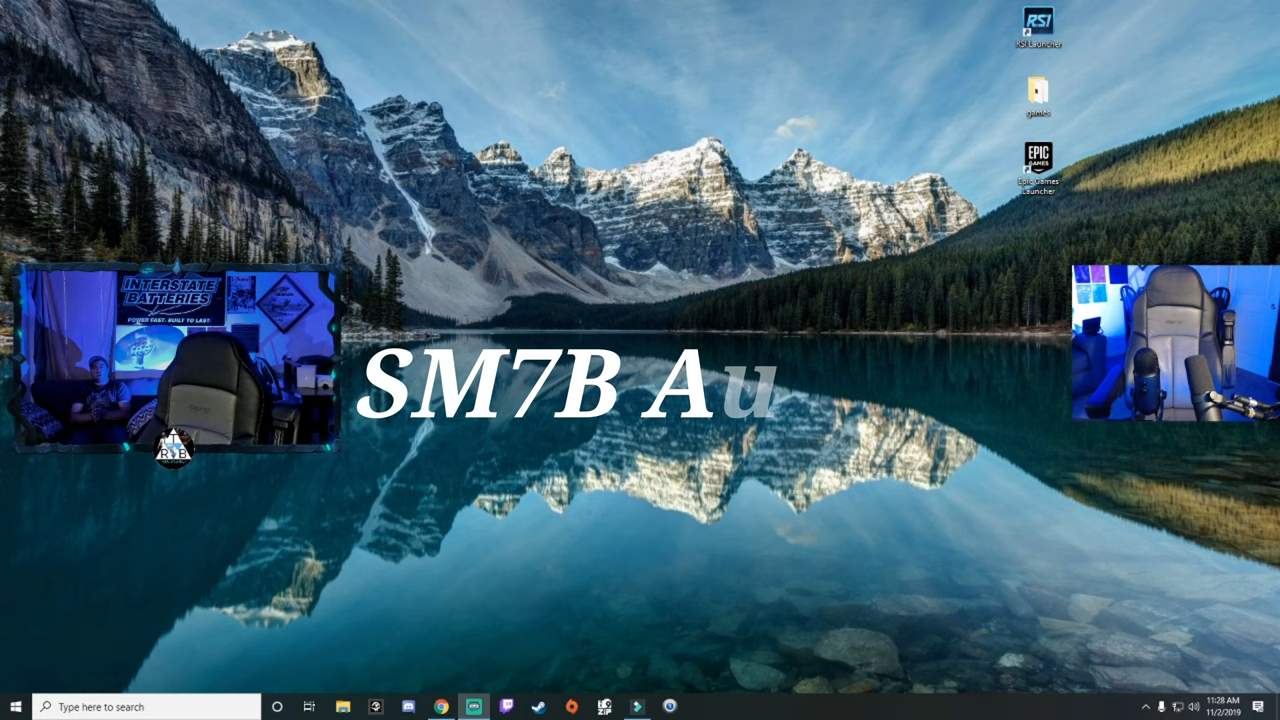 RSI
RSI Launcher
games
EPIC
GAMES
Epic Games
Launcher
INTERSTATE
BATTERIES
POWER FAST. BUILT TO LAST.
SM7B Au
Type here to search
ZIP
11:28 AM
11/2/2019